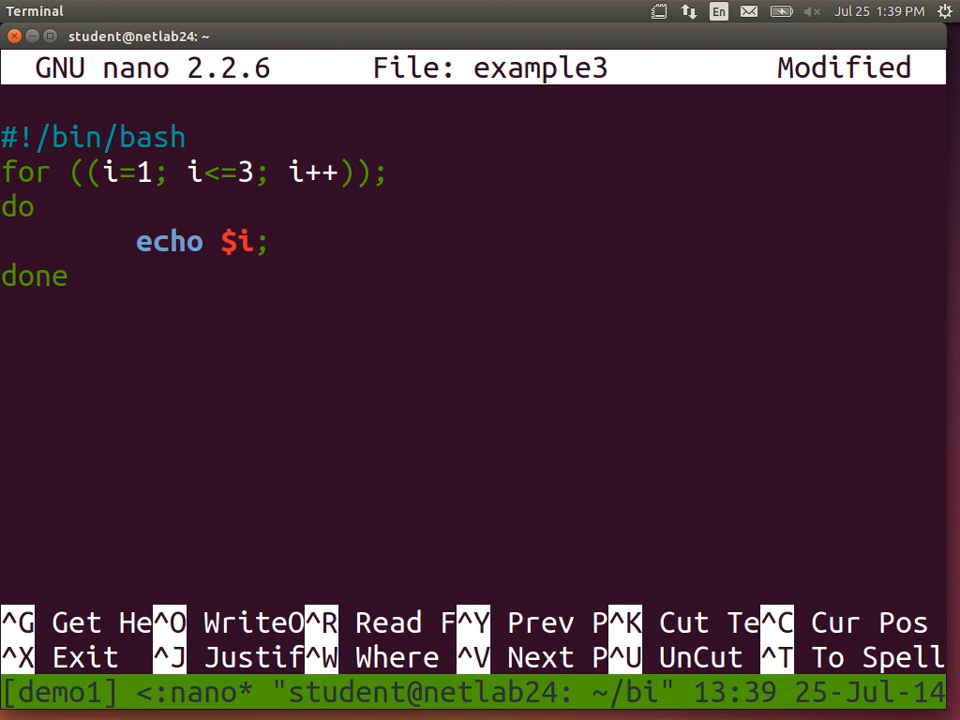 Terminal
En
Jul 25 1:39 PM
student@netlab24: ~
GNU nano 2.2.6 File: example3 Modified
#!/bin/bash
for ((i=1; i<=3; i++));
do
echo $i;
done
^G Get He^O WriteO^R Read F^Y Prev P^K Cut Te^C Cur Pos
^X Exit ^J Justif^W Where ^V Next P^U UnCut ^T To Spell
[demo1] <:nano* "student@netlab24: ~/bi" 13:39 25-Jul-14